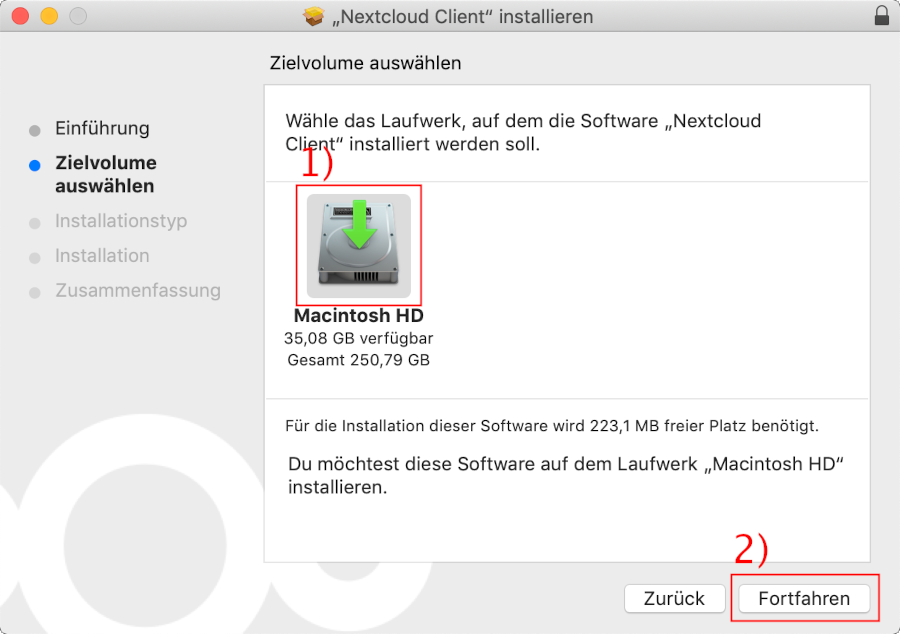 „Nextcloud Client“ installieren
Zielvolume auswählen
Einführung
Zielvolume
auswählen
Installationstyp
Installation
Zusammenfassung
Wähle das Laufwerk, auf dem die Software „Nextcloud
Client“ installiert werden soll.
1)
Macintosh HD
35,08 GB verfügbar
Gesamt 250,79 GB
Für die Installation dieser Software wird 223,1 MB freier Platz benötigt.
Du möchtest diese Software auf dem Laufwerk „Macintosh HD“
installieren.
2)
Zurück
Fortfahren